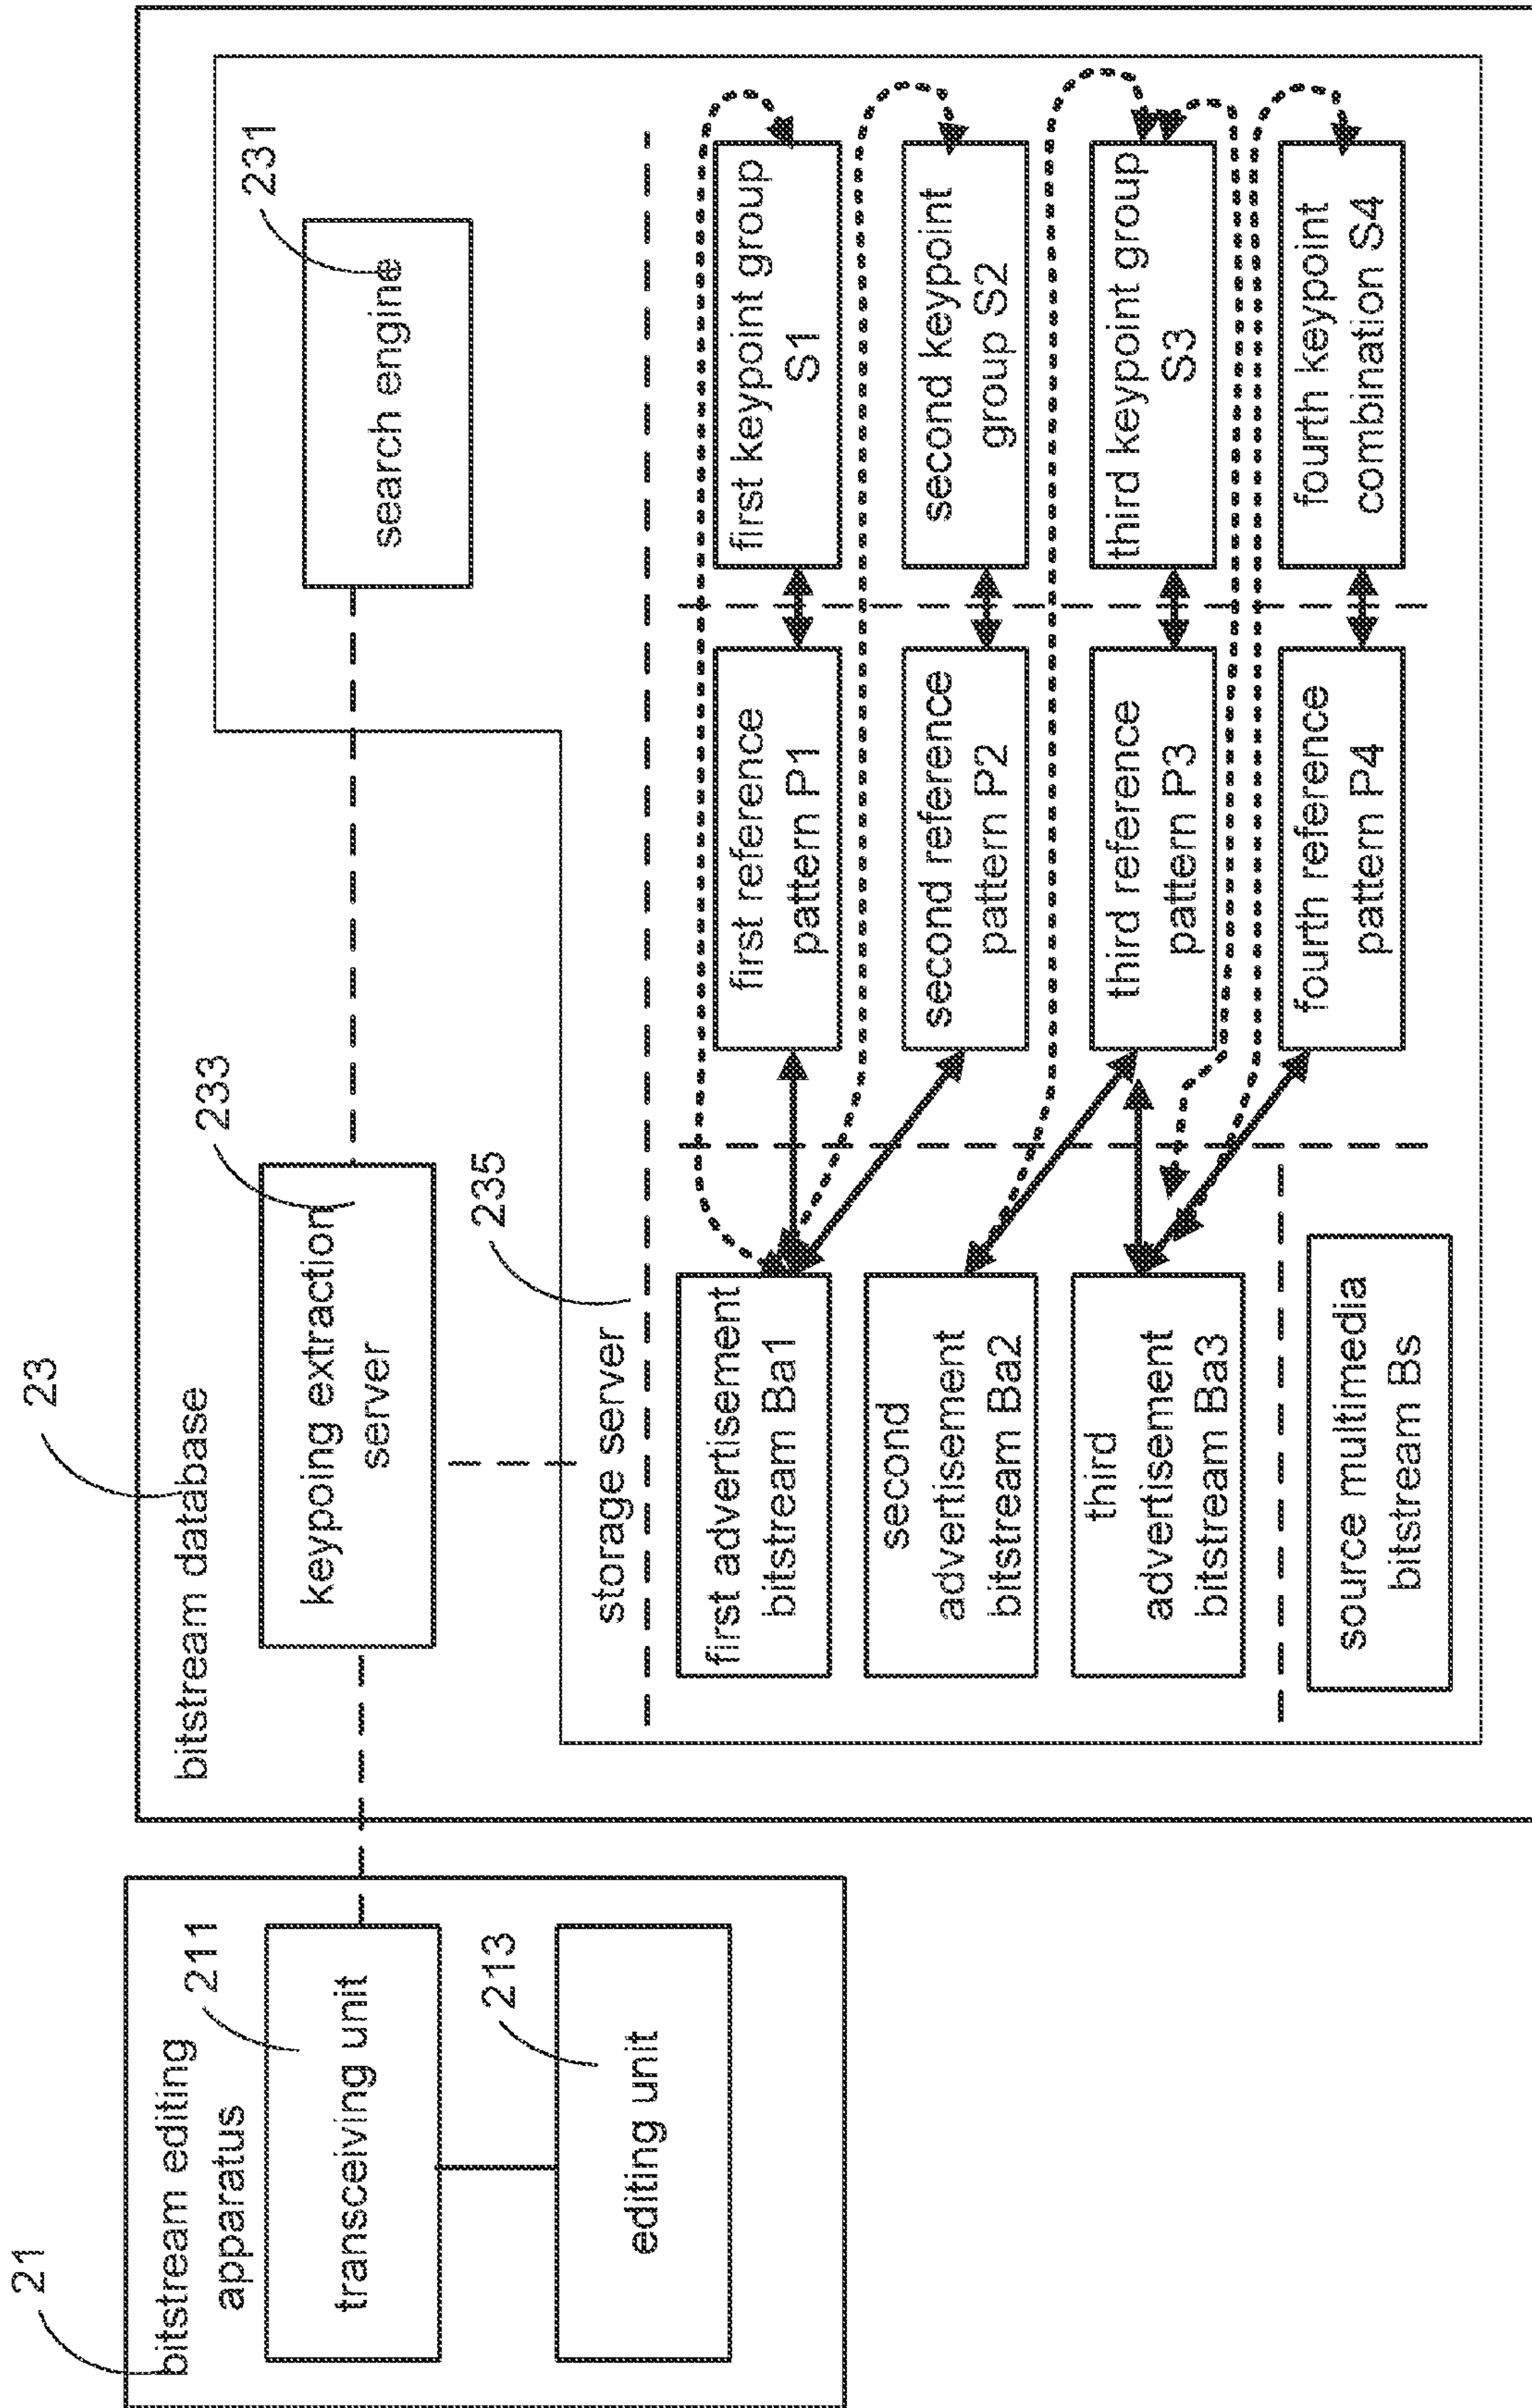 21
bitstream editing
apparatus
211
transceiving unit
213
editing unit
23
bitstream database
233
keypoing extraction
server
231
search engine
235
storage server
first advertisement
bitstream Ba1
second
advertisement
bitstream Ba2
third
advertisement
bitstream Ba3
source multimedia
bitstream Bs
first reference
pattern P1
second reference
pattern P2
third reference
pattern P3
fourth reference
pattern P4
first keypoint group
S1
second keypoint
group S2
third keypoint group
S3
fourth keypoint
combination S4